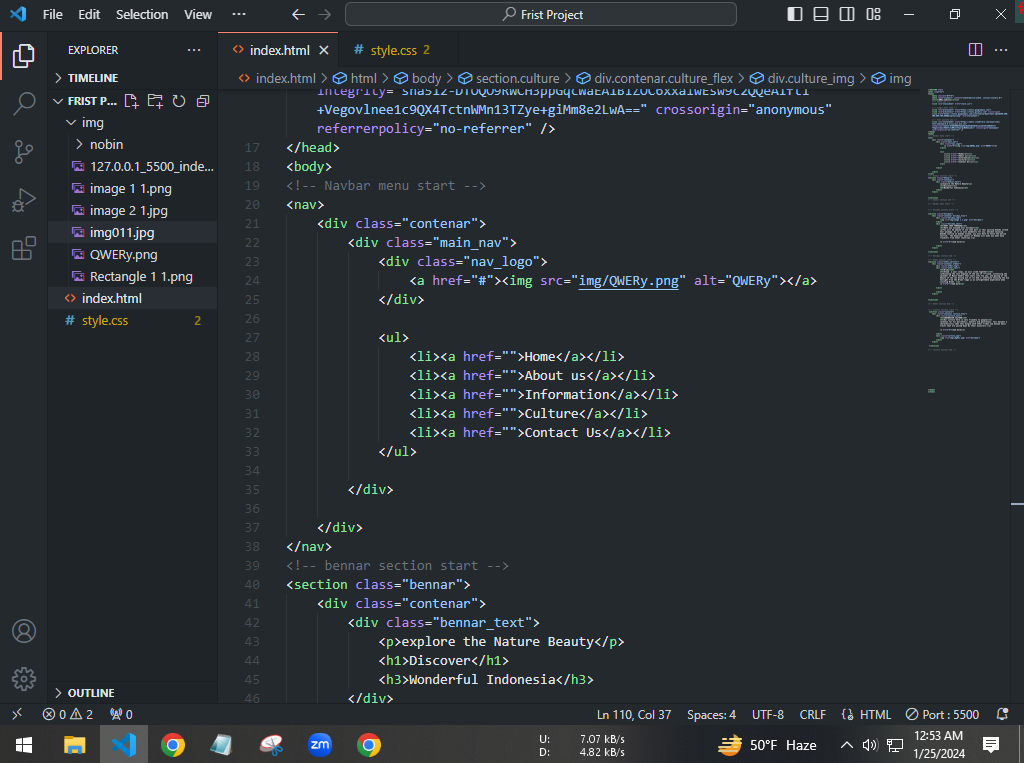 File Edit Selection View ··· Frist Project
EXPLORER ···
index.html
style.css 2
TIMELINE
index.html > html > body > section.culture > div.contenar.culture_flex > div.culture_img > img
FRIST P...
img
nobin
127.0.0.1_5500_inde...
image 1 1.png
image 2 1.jpg
img011.jpg
QWERy.png
Rectangle 1 1.png
index.html
style.css 2
OUTLINE
+Vegovlnee1c9QX4TctnWMn13TZye+giMm8e2LwA==" crossorigin="anonymous"
referrerpolicy="no-referrer" />
17 </head>
18 <body>
19 <!-- Navbar menu start -->
20 <nav>
21 <div class="contenar">
22 <div class="main_nav">
23 <div class="nav_logo">
24 <a href="#"><img src="img/QWERy.png" alt="QWERy"></a>
25 </div>
26
27 <ul>
28 <li><a href="">Home</a></li>
29 <li><a href="">About us</a></li>
30 <li><a href="">Information</a></li>
31 <li><a href="">Culture</a></li>
32 <li><a href="">Contact Us</a></li>
33 </ul>
34
35 </div>
36
37 </div>
38 </nav>
39 <!-- bennar section start -->
40 <section class="bennar">
41 <div class="contenar">
42 <div class="bennar_text">
43 <p>explore the Nature Beauty</p>
44 <h1>Discover</h1>
45 <h3>Wonderful Indonesia</h3>
46 </div>
0 2 0 Ln 110, Col 37 Spaces: 4 UTF-8 CRLF HTML Port : 5500
zm
U: 7.07 kB/s
D: 4.82 kB/s
50°F Haze
12:53 AM
1/25/2024